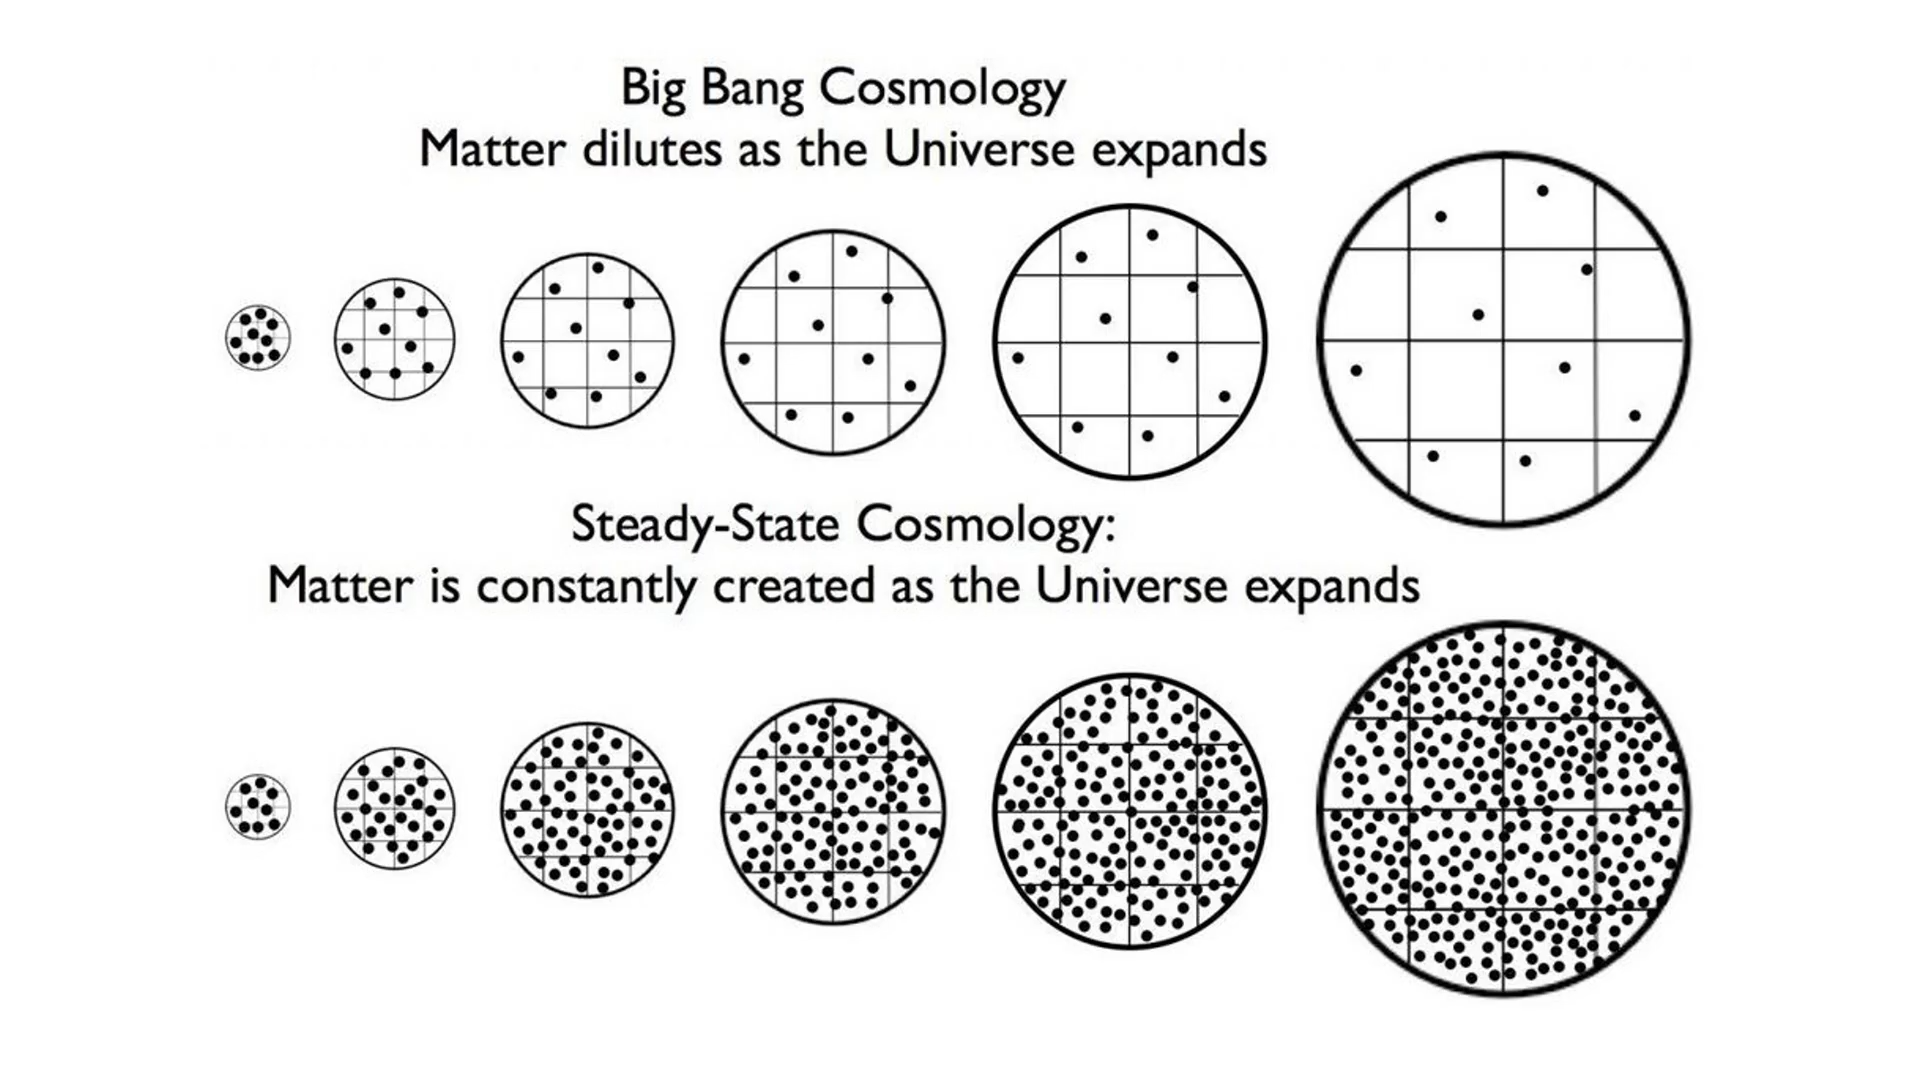 Big Bang Cosmology
Matter dilutes as the Universe expands
Steady-State Cosmology:
Matter is constantly created as the Universe expands